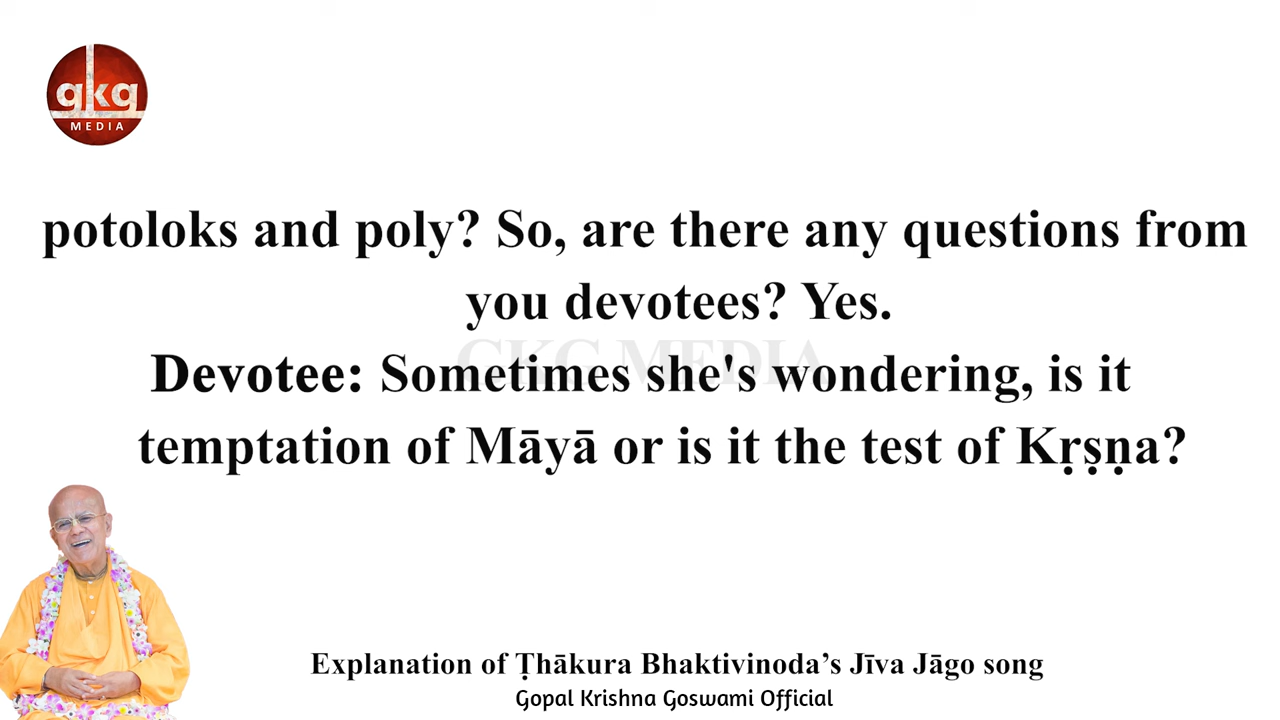 gkg
MEDIA
potoloks and poly? So, are there any questions from
you devotees? Yes.
GKG MEDIA
Devotee: Sometimes she's wondering, is it
temptation of Māyā or is it the test of Kṛṣṇa?
Explanation of Ṭhākura Bhaktivinoda’s Jīva Jāgo song
Gopal Krishna Goswami Official